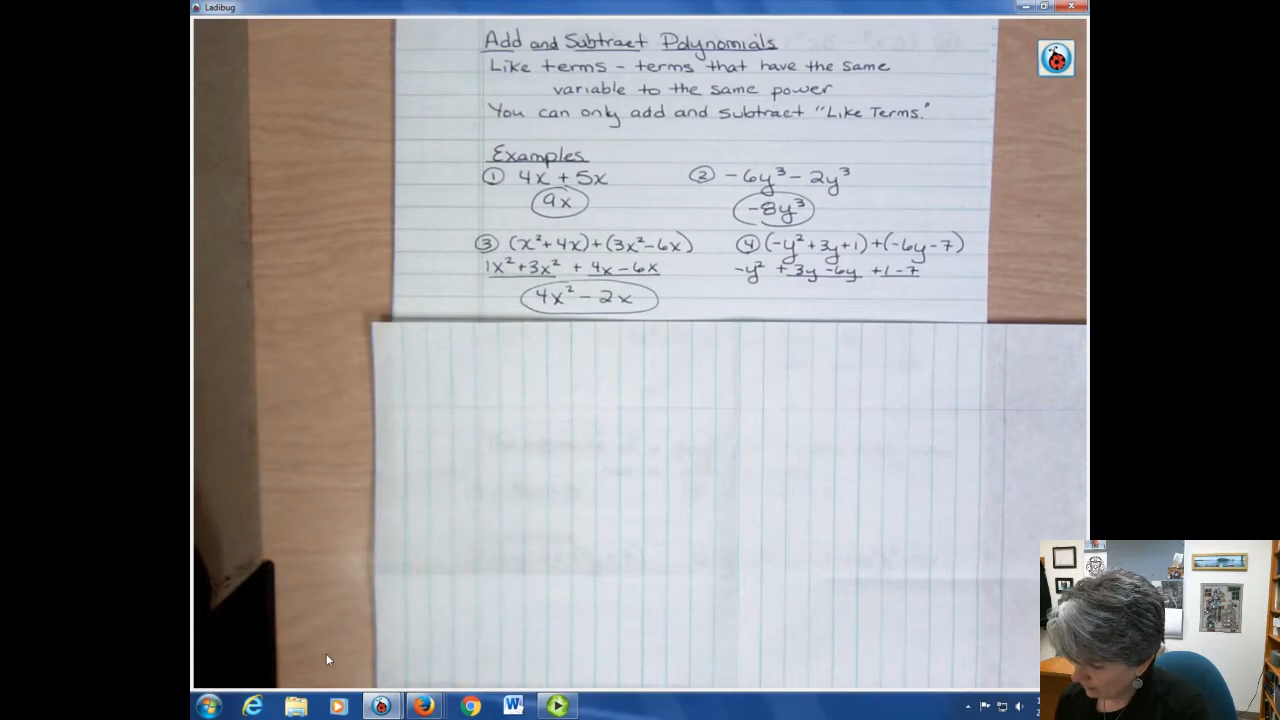 Ladibug
Add and Subtract Polynomials
Like terms - terms that have the same
variable to the same power
You can only add and subtract "Like Terms."
Examples
① 4x + 5x
9x
② -6y³ - 2y³
-8y³
③ (x²+4x)+(3x²-6x)
1x²+3x² + 4x-6x
4x² - 2x
④ (-y²+3y+1)+(-6y-7)
-y² +3y-6y +1-7